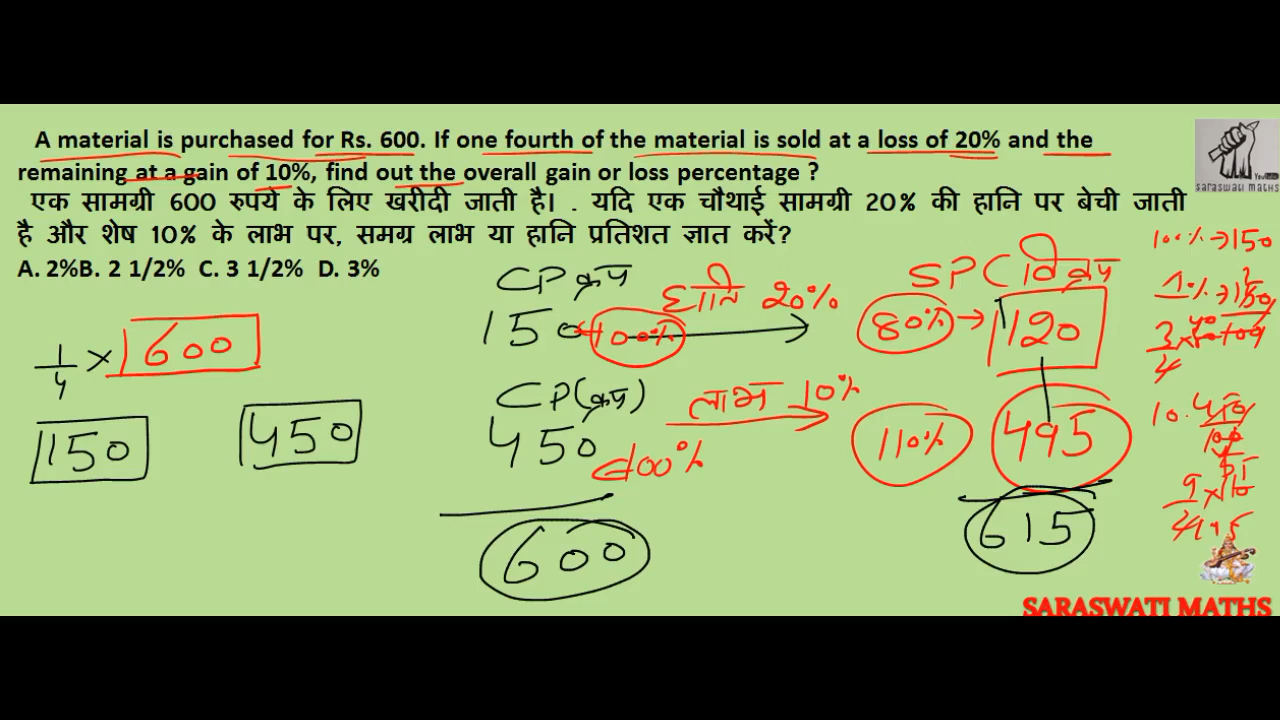 A material is purchased for Rs. 600. If one fourth of the material is sold at a loss of 20% and the
remaining at a gain of 10%, find out the overall gain or loss percentage ?
एक सामग्री 600 रुपये के लिए खरीदी जाती है। . यदि एक चौथाई सामग्री 20% की हानि पर बेची जाती
है और शेष 10% के लाभ पर, समग्र लाभ या हानि प्रतिशत ज्ञात करें?
A. 2%B. 2 1/2% C. 3 1/2% D. 3%
YouTube
SARASWATI MATHS
CP क्रय
हानि 20%
SP(विक्रय
100% → 150
150 100%
80% → 120
1/4 × 600
CP(क्रय)
लाभ 10%
150 450
450 100%
110% 495
600
615
SARASWATI MATHS